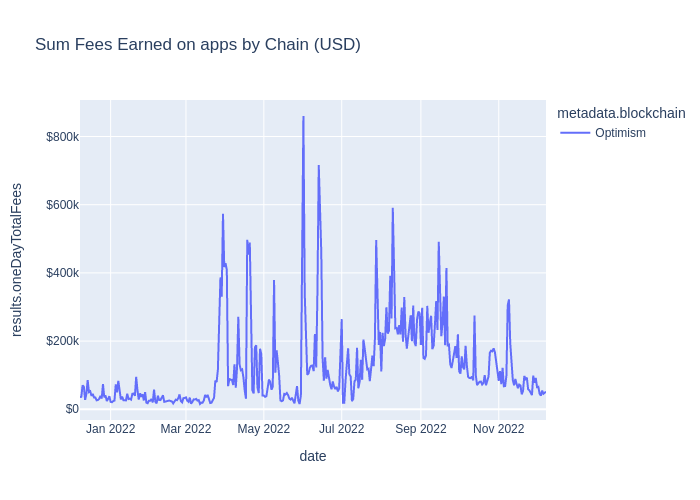 Sum Fees Earned on apps by Chain (USD)
metadata.blockchain
Optimism
$800k
$600k
$400k
$200k
$0
results.oneDayTotalFees
Jan 2022
Mar 2022
May 2022
Jul 2022
Sep 2022
Nov 2022
date